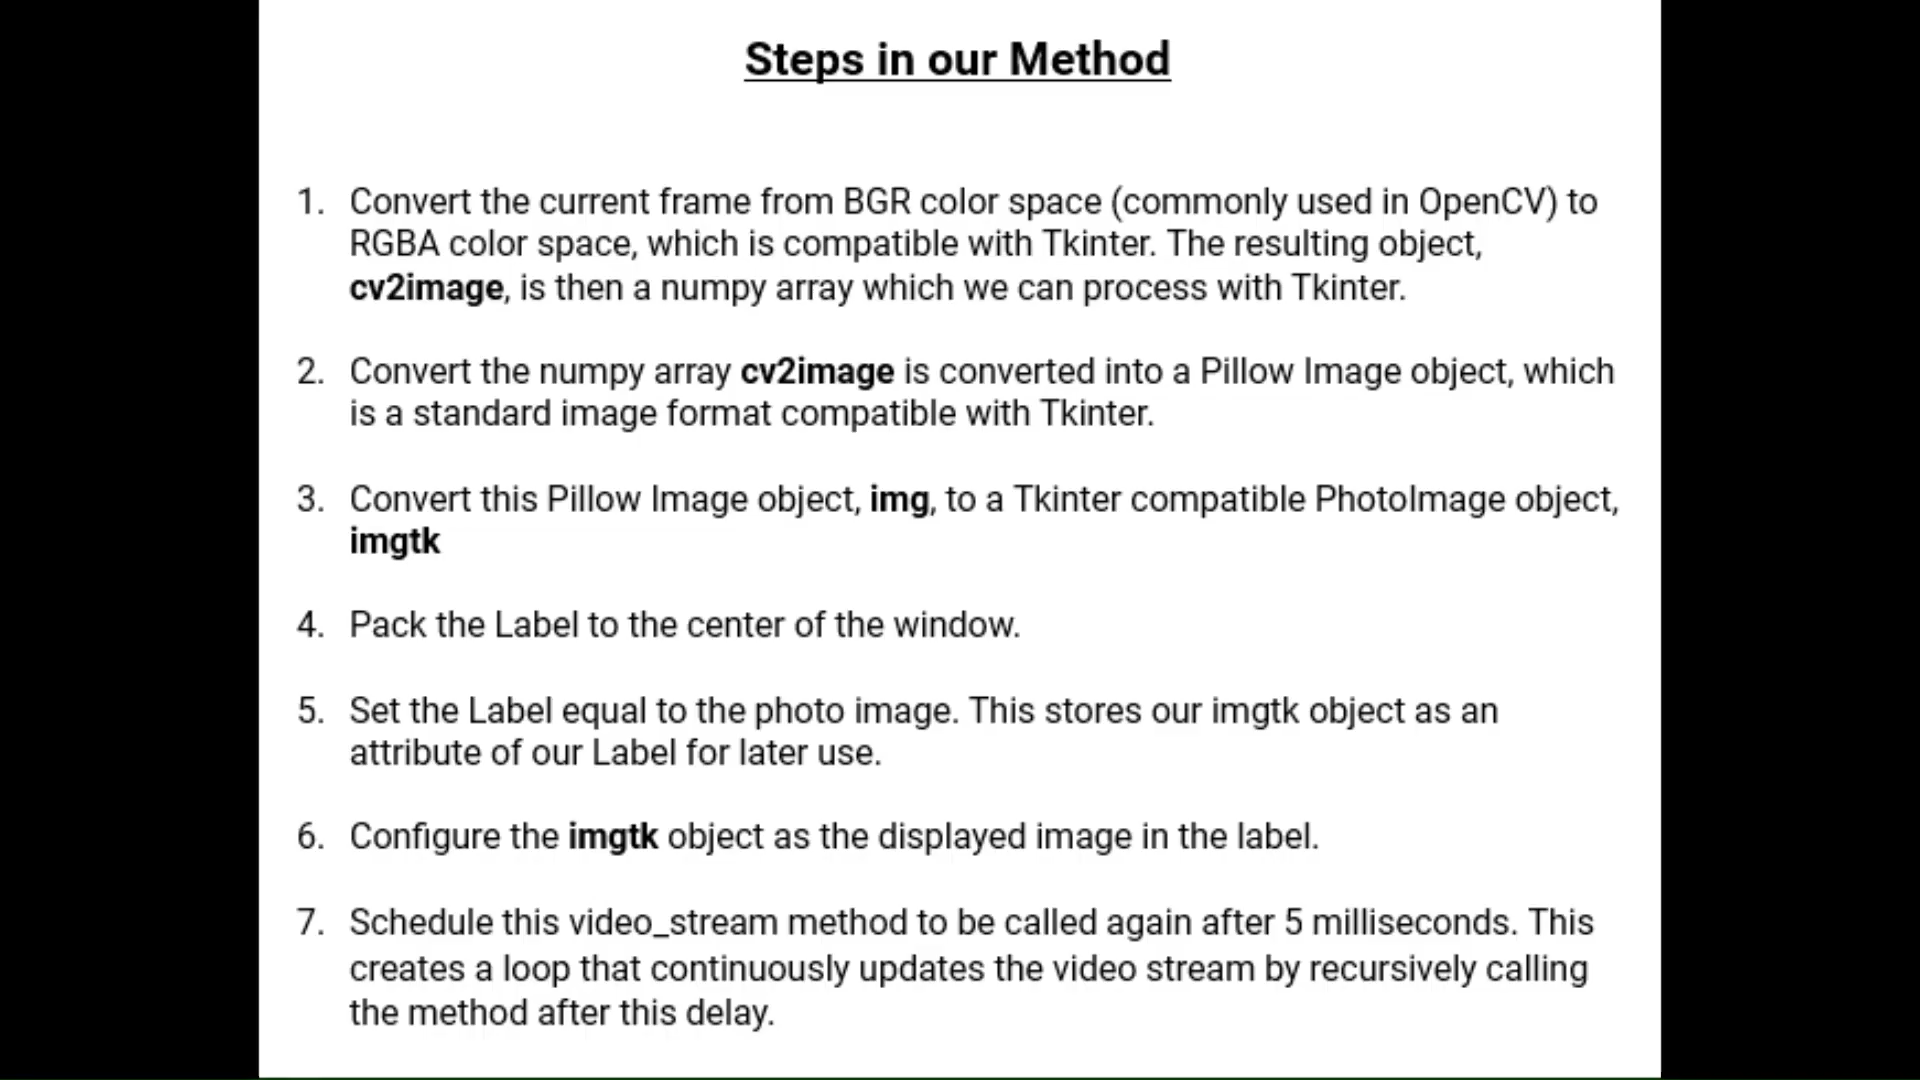 Steps in our Method
1. Convert the current frame from BGR color space (commonly used in OpenCV) to
RGBA color space, which is compatible with Tkinter. The resulting object,
cv2image, is then a numpy array which we can process with Tkinter.
2. Convert the numpy array cv2image is converted into a Pillow Image object, which
is a standard image format compatible with Tkinter.
3. Convert this Pillow Image object, img, to a Tkinter compatible PhotoImage object,
imgtk
4. Pack the Label to the center of the window.
5. Set the Label equal to the photo image. This stores our imgtk object as an
attribute of our Label for later use.
6. Configure the imgtk object as the displayed image in the label.
7. Schedule this video_stream method to be called again after 5 milliseconds. This
creates a loop that continuously updates the video stream by recursively calling
the method after this delay.